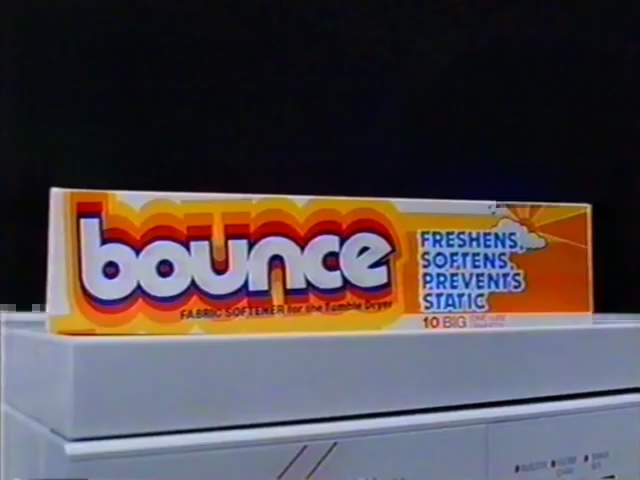 bounce
FABRIC SOFTENER for the Tumble Dryer
FRESHENS,
SOFTENS,
PREVENTS
STATIC
10 BIG